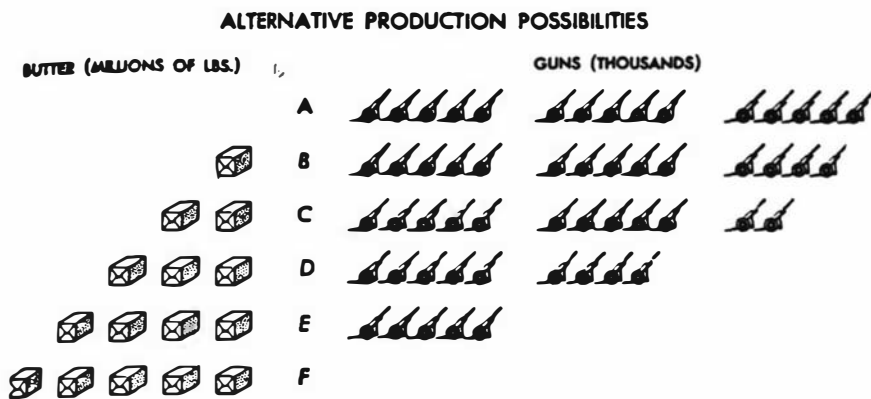 ALTERNATIVE PRODUCTION POSSIBILITIES
BUTTER (MILLIONS OF LBS.) GUNS (THOUSANDS)
A
B
C
D
E
F